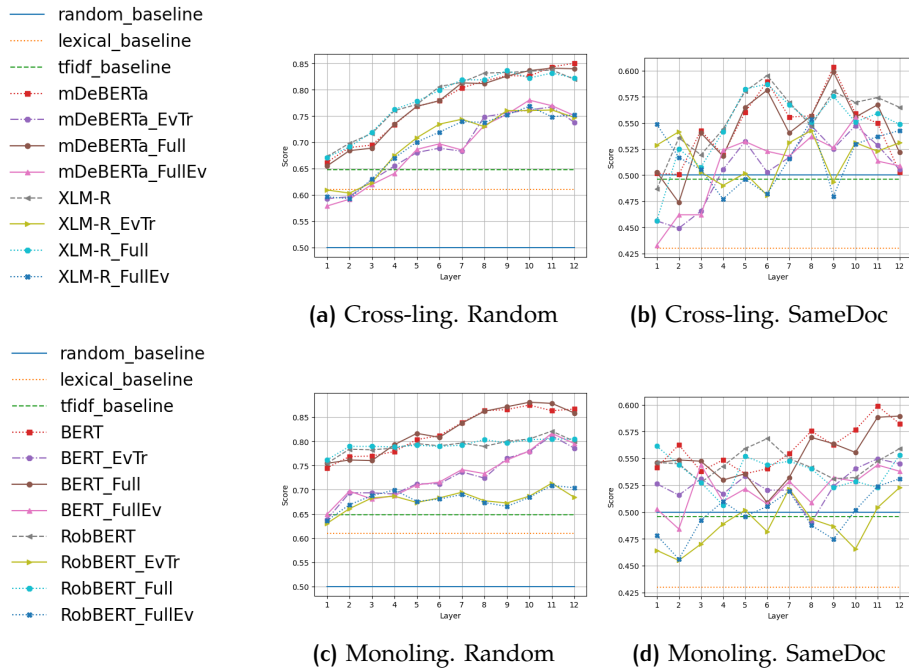 random_baseline
lexical_baseline
tfidf_baseline
mDeBERTa
mDeBERTa_EvTr
mDeBERTa_Full
mDeBERTa_FullEv
XLM-R
XLM-R_EvTr
XLM-R_Full
XLM-R_FullEv
Score
0.85
0.80
0.75
0.70
0.65
0.60
0.55
0.50
1 2 3 4 5 6 7 8 9 10 11 12
Layer
(a) Cross-ling. Random
Score
0.600
0.575
0.550
0.525
0.500
0.475
0.450
0.425
1 2 3 4 5 6 7 8 9 10 11 12
Layer
(b) Cross-ling. SameDoc
random_baseline
lexical_baseline
tfidf_baseline
BERT
BERT_EvTr
BERT_Full
BERT_FullEv
RobBERT
RobBERT_EvTr
RobBERT_Full
RobBERT_FullEv
Score
0.85
0.80
0.75
0.70
0.65
0.60
0.55
0.50
1 2 3 4 5 6 7 8 9 10 11 12
Layer
(c) Monoling. Random
Score
0.600
0.575
0.550
0.525
0.500
0.475
0.450
0.425
1 2 3 4 5 6 7 8 9 10 11 12
Layer
(d) Monoling. SameDoc